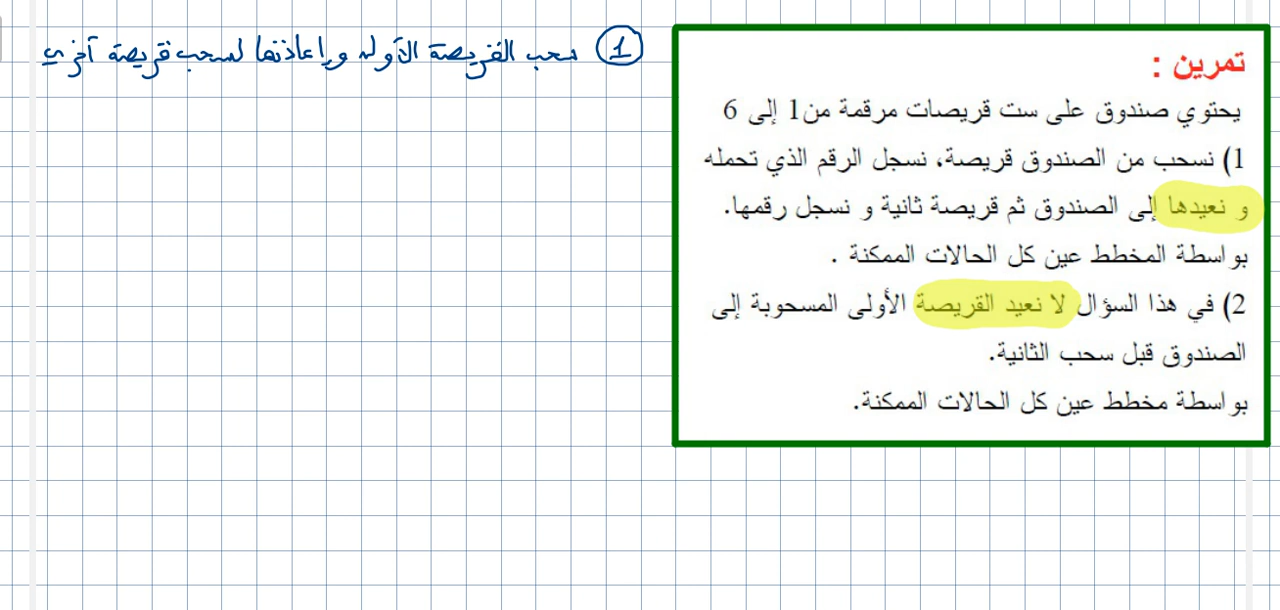 تمرين :
يحتوي صندوق على ست قريصات مرقمة من1 إلى 6
1) نسحب من الصندوق قريصة، نسجل الرقم الذي تحمله
و نعيدها إلى الصندوق ثم قريصة ثانية و نسجل رقمها.
بواسطة المخطط عين كل الحالات الممكنة .
2) في هذا السؤال لا نعيد القريصة الأولى المسحوبة إلى
الصندوق قبل سحب الثانية.
بواسطة مخطط عين كل الحالات الممكنة.
1 سحب القريصة الأولى وإعادتها لسحب قريصة أخرى